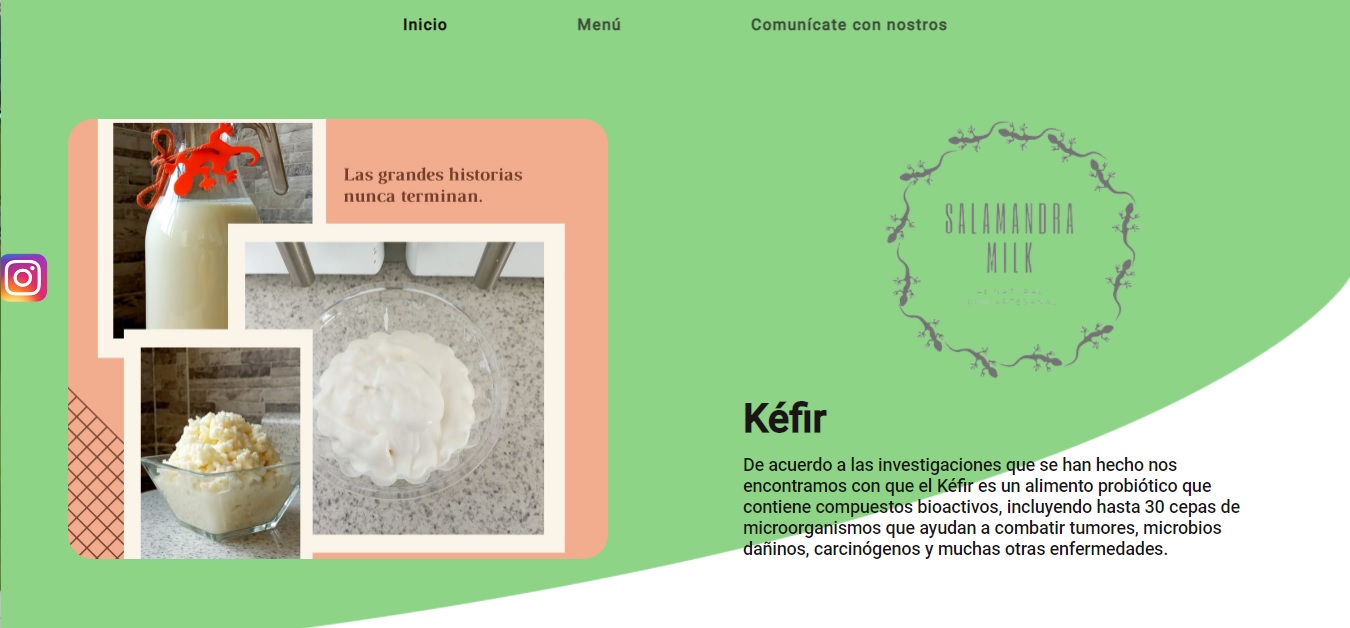 Inicio
Menú
Comunícate con nostros
Las grandes historias
nunca terminan.
SALAMANDRA
MILK
Kéfir
De acuerdo a las investigaciones que se han hecho nos
encontramos con que el Kéfir es un alimento probiótico que
contiene compuestos bioactivos, incluyendo hasta 30 cepas de
microorganismos que ayudan a combatir tumores, microbios
dañinos, carcinógenos y muchas otras enfermedades.